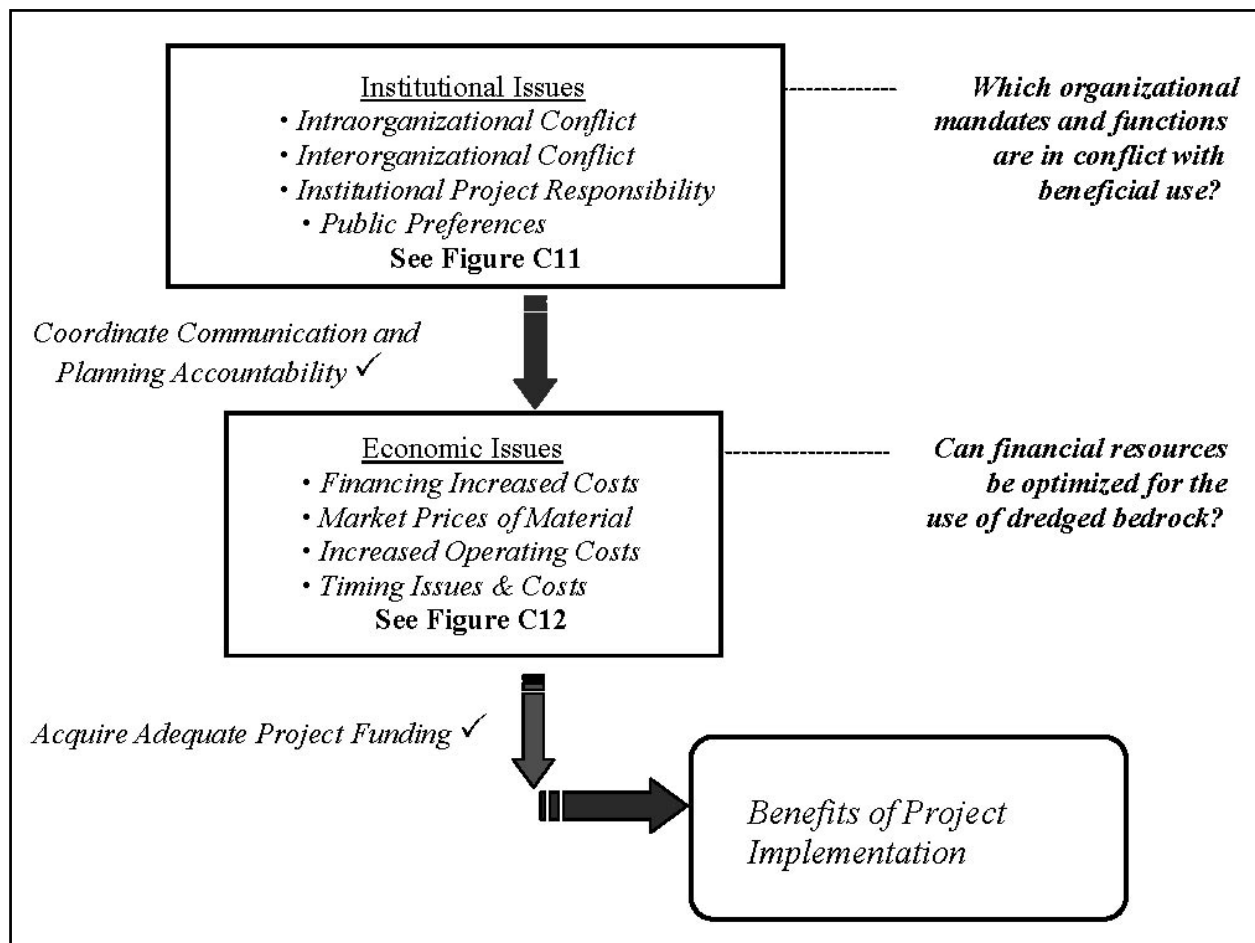 Institutional Issues
• Intraorganizational Conflict
• Interorganizational Conflict
• Institutional Project Responsibility
• Public Preferences
See Figure C11
Which organizational
mandates and functions
are in conflict with
beneficial use?
Coordinate Communication and
Planning Accountability ✓
Economic Issues
• Financing Increased Costs
• Market Prices of Material
• Increased Operating Costs
• Timing Issues & Costs
See Figure C12
Can financial resources
be optimized for the
use of dredged bedrock?
Acquire Adequate Project Funding ✓
Benefits of Project
Implementation